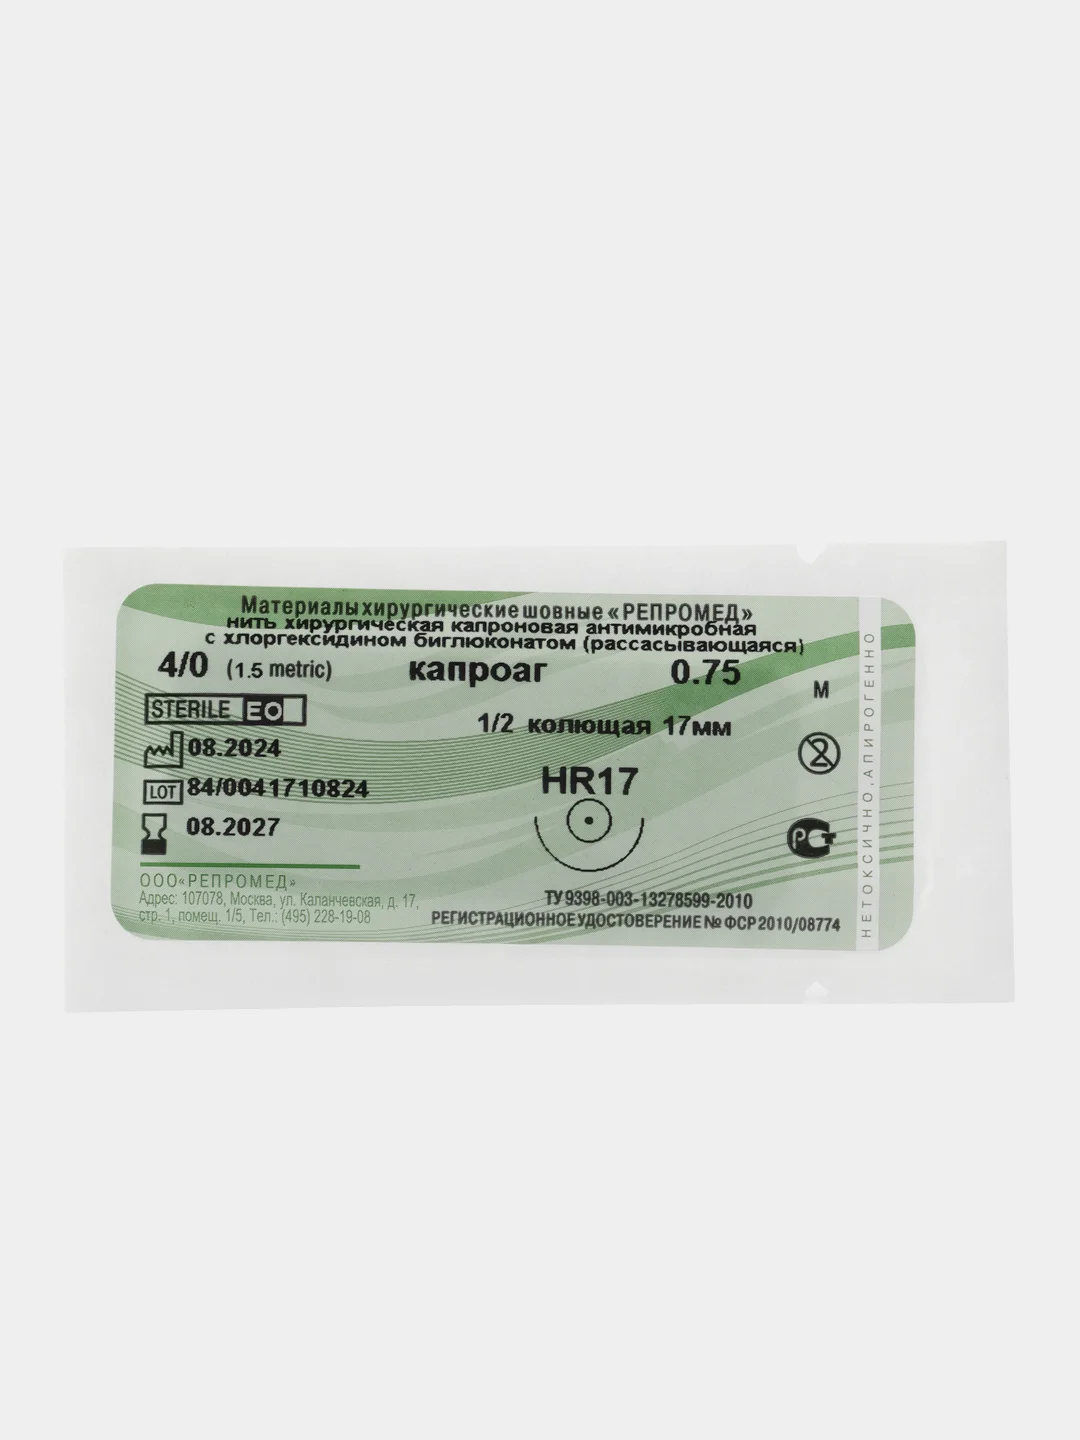 Материалы хирургические шовные «РЕПРОМЕД»
нить хирургическая капроновая антимикробная
с хлоргексидином биглюконатом (рассасывающаяся)
4/0 (1.5 metric) капроаг 0.75
M
STERILE EO
1/2 колющая 17мм
08.2024
2
LOT 84/0041710824
HR17
08.2027
РСТ
ООО «РЕПРОМЕД»
Адрес: 107078, Москва, ул. Каланчевская, д. 17,
стр. 1, помещ. 1/5, Тел.: (495) 228-19-08
ТУ 9398-003-13278599-2010
РЕГИСТРАЦИОННОЕ УДОСТОВЕРЕНИЕ № ФСР 2010/08774
НЕТОКСИЧНО, АПИРОГЕННО